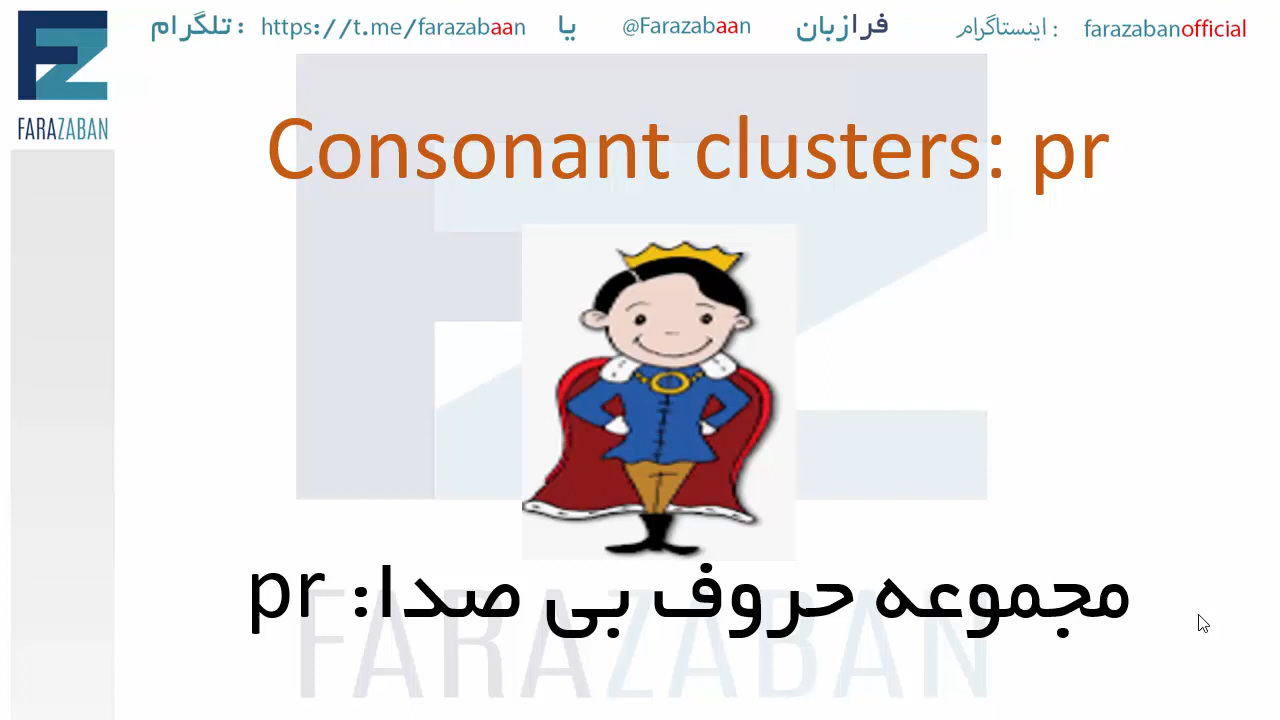 تلگرام : https://t.me/farazabaan یا @Farazabaan فرازبان اینستاگرام : farazabanofficial
FZ
FARAZABAN
Consonant clusters: pr
مجموعه حروف بی صدا: pr
FARAZABAN